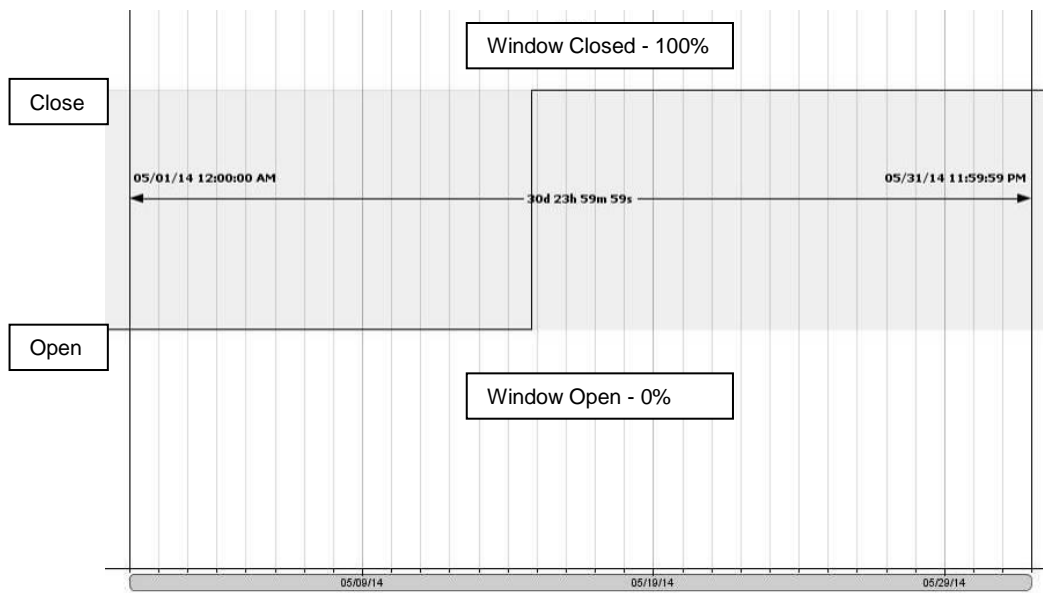 Window Closed - 100%
Close
05/01/14 12:00:00 AM
05/31/14 11:59:59 PM
30d 23h 59m 59s
Open
Window Open - 0%
05/09/14
05/19/14
05/29/14